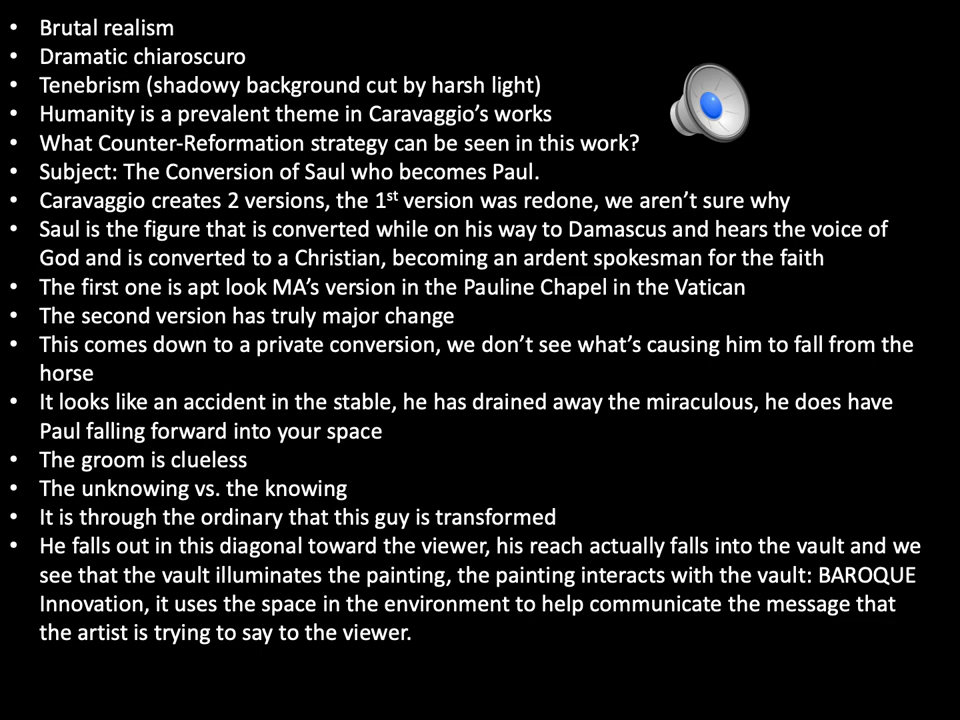 • Brutal realism
• Dramatic chiaroscuro
• Tenebrism (shadowy background cut by harsh light)
• Humanity is a prevalent theme in Caravaggio’s works
• What Counter-Reformation strategy can be seen in this work?
• Subject: The Conversion of Saul who becomes Paul.
• Caravaggio creates 2 versions, the 1st version was redone, we aren’t sure why
• Saul is the figure that is converted while on his way to Damascus and hears the voice of
God and is converted to a Christian, becoming an ardent spokesman for the faith
• The first one is apt look MA’s version in the Pauline Chapel in the Vatican
• The second version has truly major change
• This comes down to a private conversion, we don’t see what’s causing him to fall from the
horse
• It looks like an accident in the stable, he has drained away the miraculous, he does have
Paul falling forward into your space
• The groom is clueless
• The unknowing vs. the knowing
• It is through the ordinary that this guy is transformed
• He falls out in this diagonal toward the viewer, his reach actually falls into the vault and we
see that the vault illuminates the painting, the painting interacts with the vault: BAROQUE
Innovation, it uses the space in the environment to help communicate the message that
the artist is trying to say to the viewer.